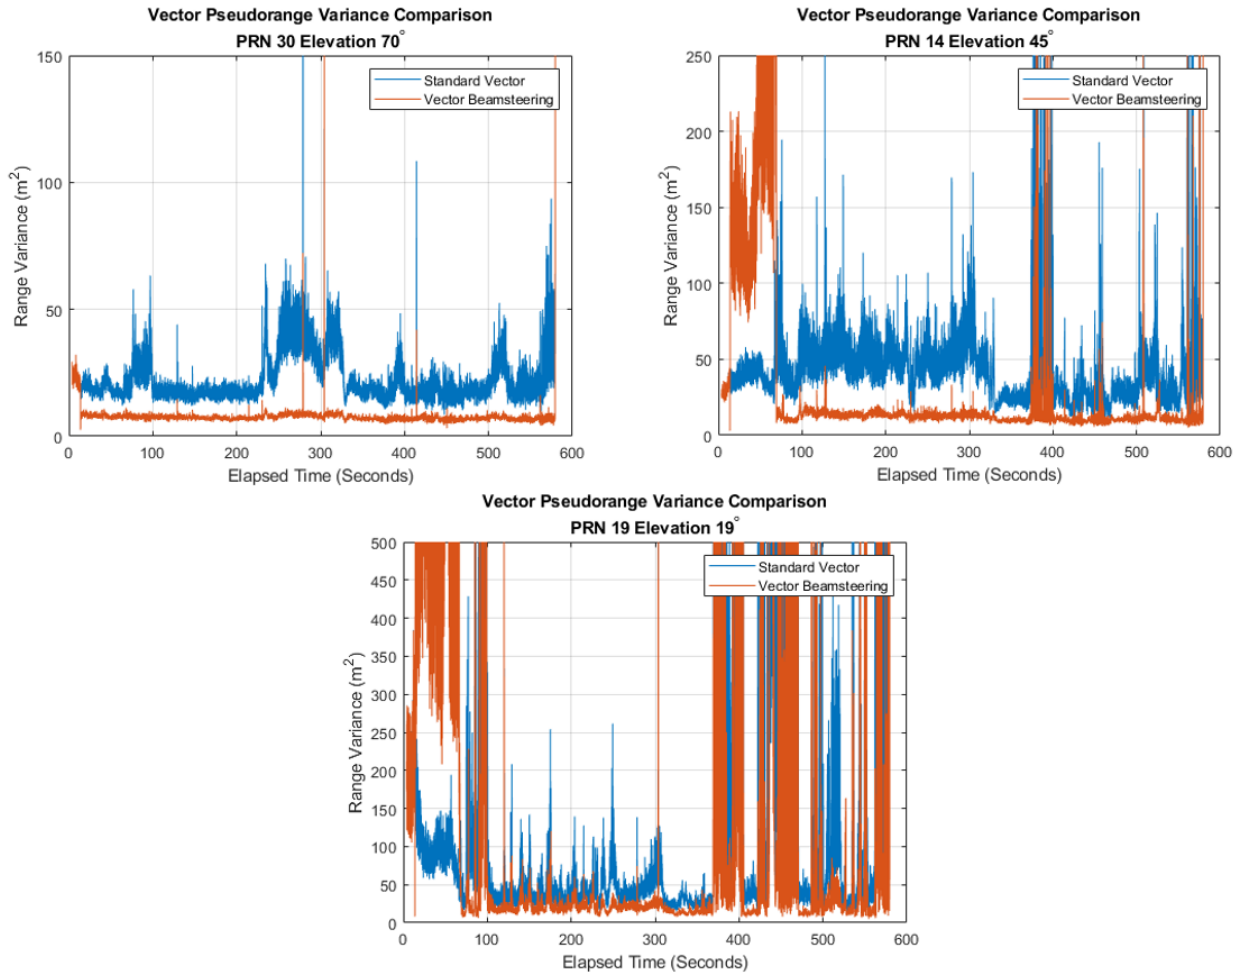 Vector Pseudorange Variance Comparison
PRN 30 Elevation 70°
150
100
50
0
Range Variance (m²)
Standard Vector
Vector Beamsteering
0 100 200 300 400 500 600
Elapsed Time (Seconds)
Vector Pseudorange Variance Comparison
PRN 14 Elevation 45°
250
200
150
100
50
0
Range Variance (m²)
Standard Vector
Vector Beamsteering
0 100 200 300 400 500 600
Elapsed Time (Seconds)
Vector Pseudorange Variance Comparison
PRN 19 Elevation 19°
500
450
400
350
300
250
200
150
100
50
0
Range Variance (m²)
Standard Vector
Vector Beamsteering
0 100 200 300 400 500 600
Elapsed Time (Seconds)